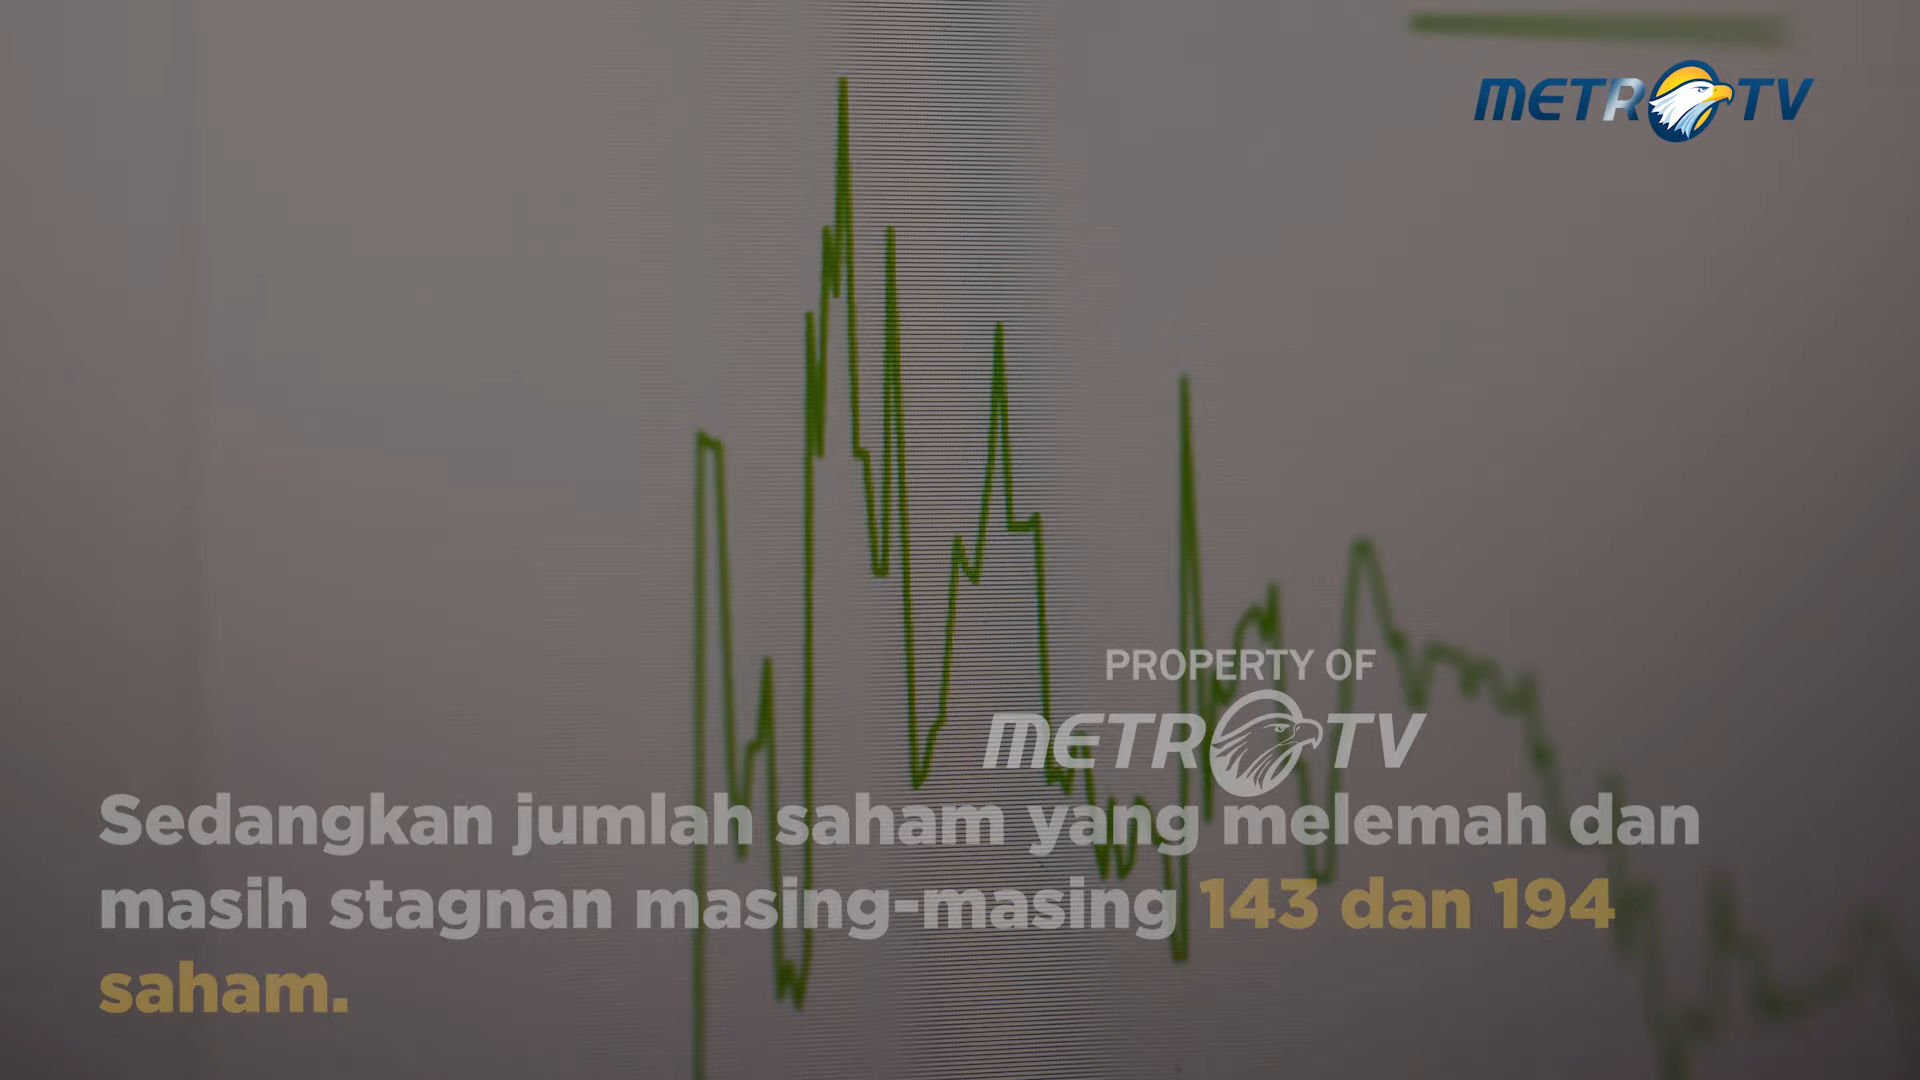 METRO TV
PROPERTY OF
METRO TV
Sedangkan jumlah saham yang melemah dan
masih stagnan masing-masing 143 dan 194
saham.